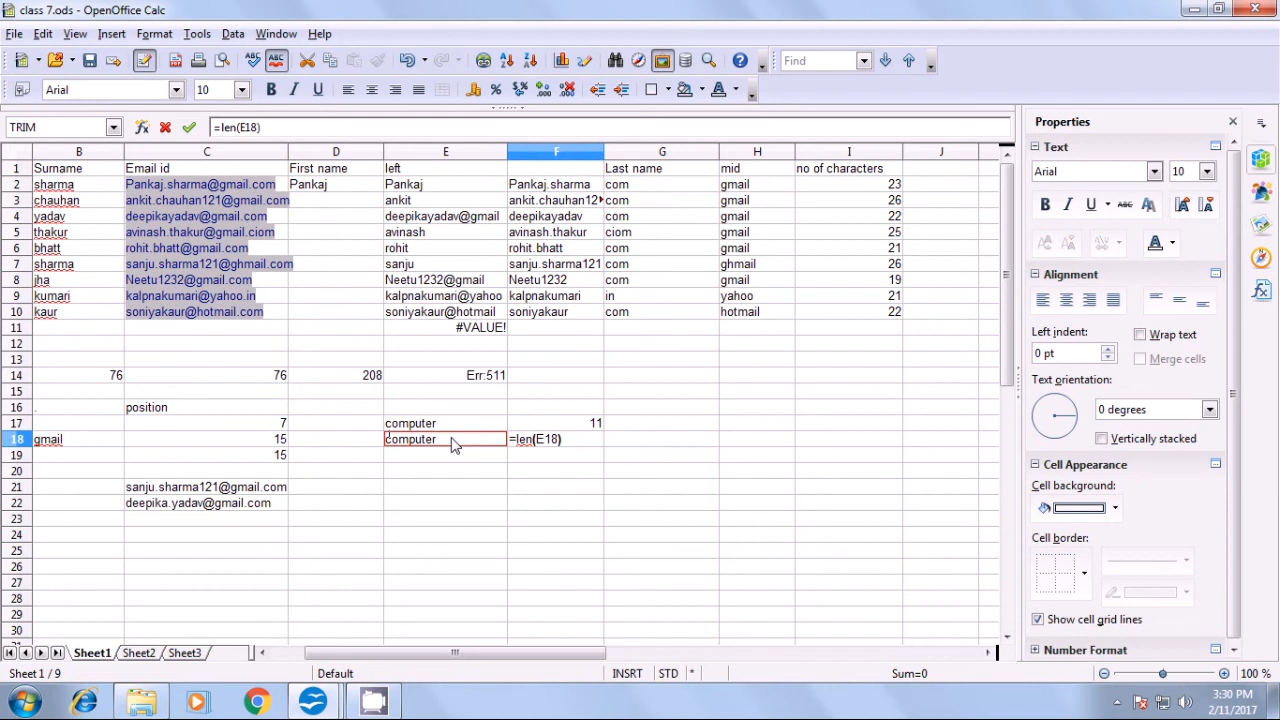 class 7.ods - OpenOffice Calc
File Edit View Insert Format Tools Data Window Help
Find
Arial 10
TRIM =len(E18)
B C D E F G H I J
1 Surname Email id First name left Last name mid no of characters
2 sharma Pankaj.sharma@gmail.com Pankaj Pankaj Pankaj.sharma com gmail 23
3 chauhan ankit.chauhan121@gmail.com ankit ankit.chauhan12 com gmail 26
4 yadav deepikayadav@gmail.com deepikayadav@gmail deepikayadav com gmail 22
5 thakur avinash.thakur@gmail.ciom avinash avinash.thakur ciom gmail 25
6 bhatt rohit.bhatt@gmail.com rohit rohit.bhatt com gmail 21
7 sharma sanju.sharma121@ghmail.com sanju sanju.sharma121 com ghmail 26
8 jha Neetu1232@gmail.com Neetu1232@gmail Neetu1232 com gmail 19
9 kumari kalpnakumari@yahoo.in kalpnakumari@yahoo kalpnakumari in yahoo 21
10 kaur soniyakaur@hotmail.com soniyakaur@hotmail soniyakaur com hotmail 22
11 #VALUE!
12
13
14 76 76 208 Err:511
15
16 . position
17 7 computer 11
18 gmail 15 computer =len(E18)
19 15
20
21 sanju.sharma121@gmail.com
22 deepika.yadav@gmail.com
23
24
25
26
27
28
29
30
Sheet1 Sheet2 Sheet3
Sheet 1 / 9 Default INSRT STD * Sum=0 100 %
Properties
Text
Arial 10
Alignment
Left indent:
0 pt
Wrap text
Merge cells
Text orientation:
0 degrees
Vertically stacked
Cell Appearance
Cell background:
Cell border:
Show cell grid lines
Number Format
3:30 PM
2/11/2017